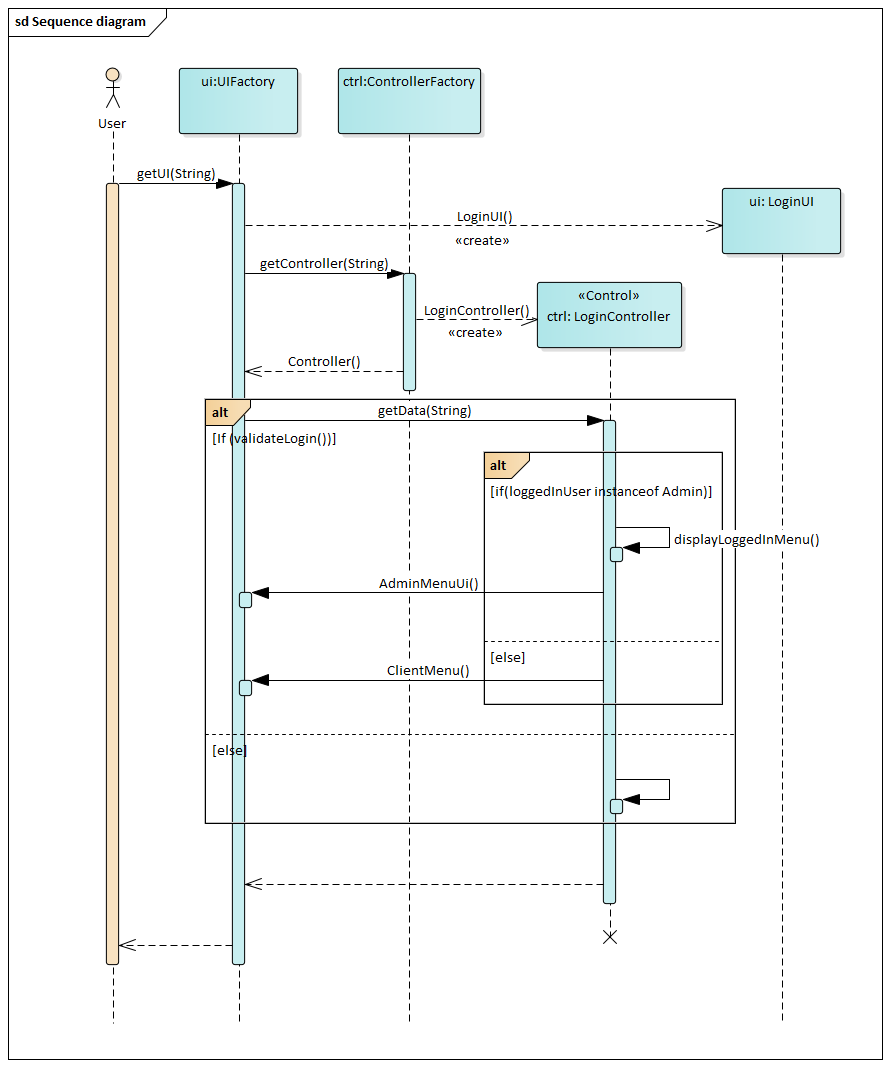 sd Sequence diagram
User
ui:UIFactory
ctrl:ControllerFactory
getUI(String)
ui: LoginUI
LoginUI()
«create»
getController(String)
«Control»
ctrl: LoginController
LoginController()
«create»
Controller()
alt
getData(String)
[If (validateLogin())]
alt
[if(loggedInUser instanceof Admin)]
displayLoggedInMenu()
AdminMenuUi()
[else]
ClientMenu()
[else]